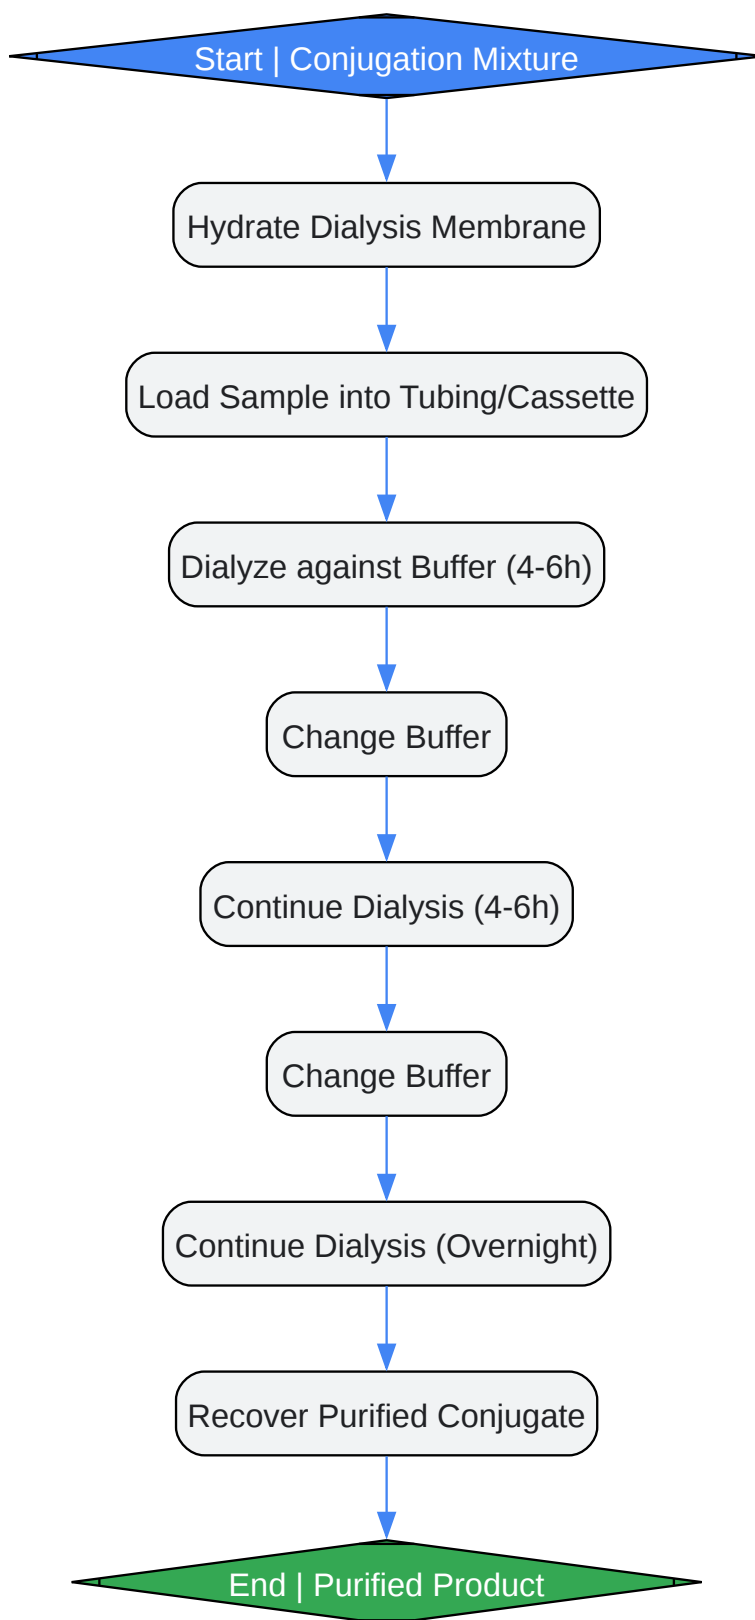 Start | Conjugation Mixture
Hydrate Dialysis Membrane
Load Sample into Tubing/Cassette
Dialyze against Buffer (4-6h)
Change Buffer
Continue Dialysis (4-6h)
Change Buffer
Continue Dialysis (Overnight)
Recover Purified Conjugate
End | Purified Product